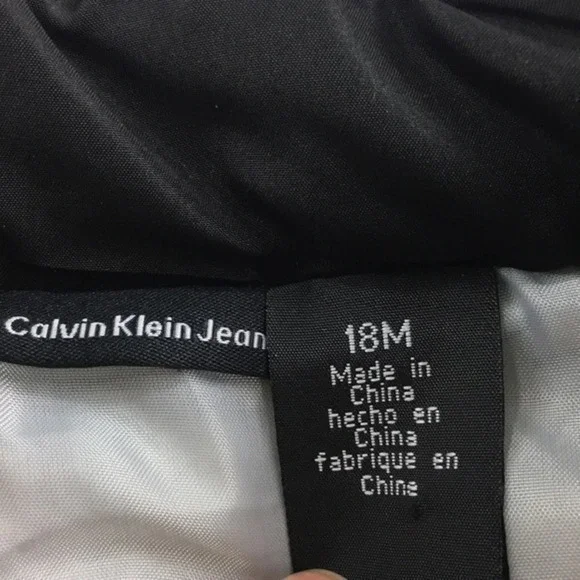 Calvin Klein Jean
18M
Made in
China
hecho en
China
fabrique en
Chine